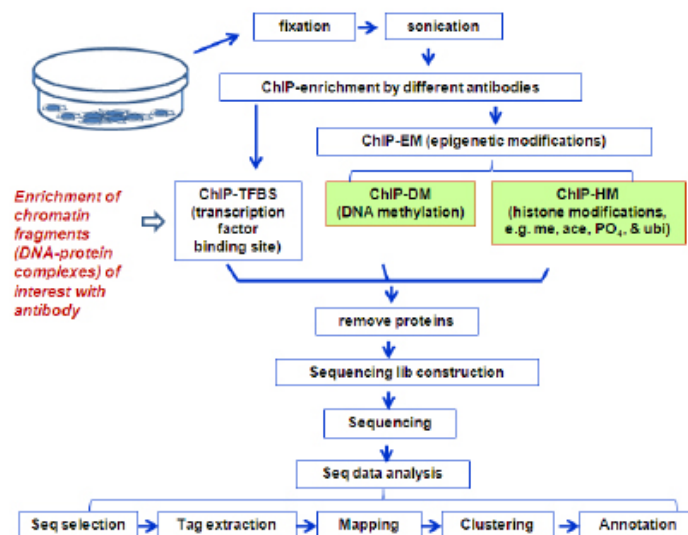 fixation
sonication
ChIP-enrichment by different antibodies
ChIP-EM (epigenetic modifications)
Enrichment of
chromatin
fragments
(DNA-protein
complexes) of
interest with
antibody
ChIP-TFBS
(transcription
factor
binding site)
ChIP-DM
(DNA methylation)
ChIP-HM
(histone modifications,
e.g. me, ace, PO₄, & ubi)
remove proteins
Sequencing lib construction
Sequencing
Seq data analysis
Seq selection
Tag extraction
Mapping
Clustering
Annotation